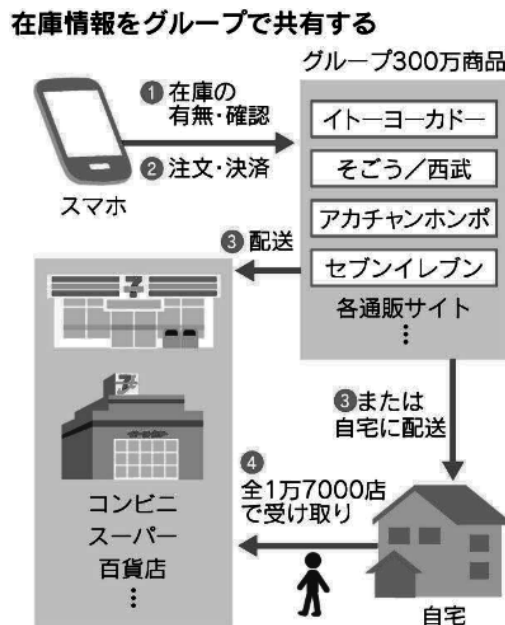 在庫情報をグループで共有する
グループ300万商品
❶在庫の
有無・確認
❷注文・決済
スマホ
イトーヨーカドー
そごう／西武
アカチャンホンポ
セブンイレブン
各通販サイト
⋮
❸配送
❸または
自宅に配送
❹
全1万7000店
で受け取り
コンビニ
スーパー
百貨店
⋮
自宅